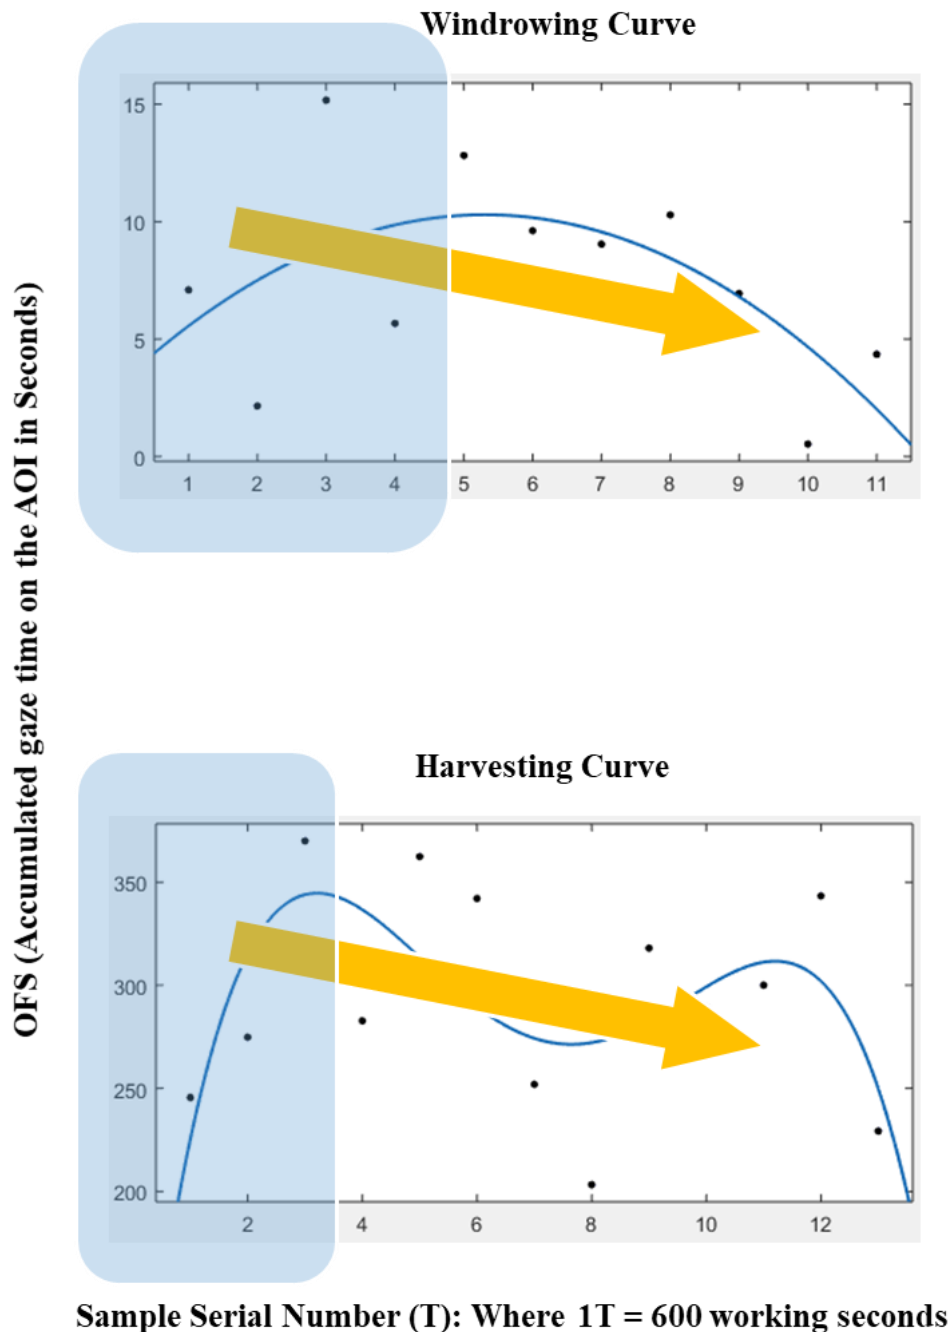 Windrowing Curve
15
10
5
0
1 2 3 4 5 6 7 8 9 10 11
OFS (Accumulated gaze time on the AOI in Seconds)
Harvesting Curve
350
300
250
200
2 4 6 8 10 12
Sample Serial Number (T): Where 1T = 600 working seconds